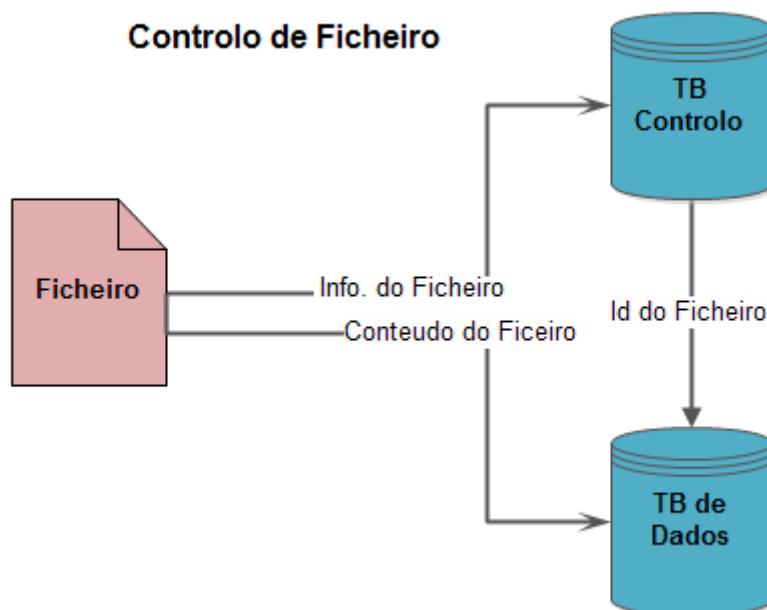 Controlo de Ficheiro
TB
Controlo
Ficheiro
Info. do Ficheiro
Conteudo do Ficeiro
Id do Ficheiro
TB de
Dados